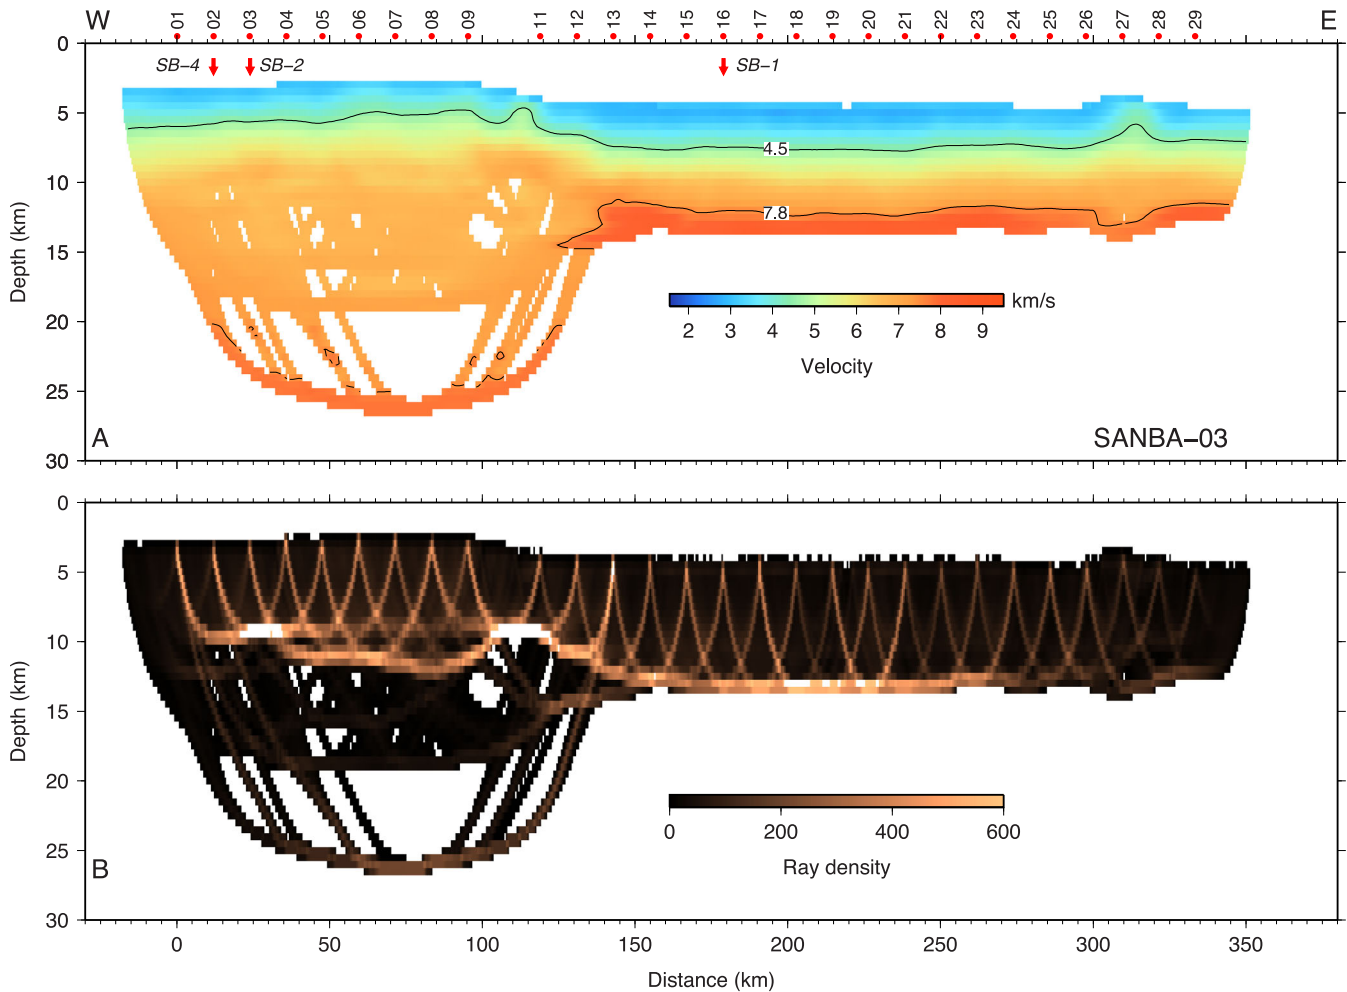 W 01 02 03 04 05 06 07 08 09 11 12 13 14 15 16 17 18 19 20 21 22 23 24 25 26 27 28 29 E
0
SB−4 SB−2 SB−1
5
4.5
10
7.8
15
20
25
30
Depth (km)
km/s
2 3 4 5 6 7 8 9
Velocity
A
SANBA−03
0
5
10
15
20
25
30
Depth (km)
0 200 400 600
Ray density
B
0 50 100 150 200 250 300 350
Distance (km)